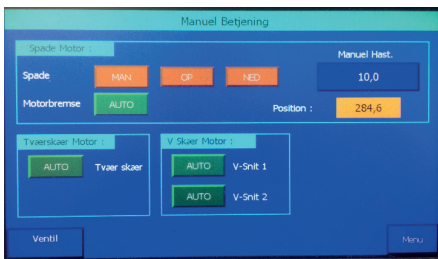 Manuel Betjening
Spade Motor :
Manuel Hast.
Spade MAN OP NED 10,0
Motorbremse AUTO Position : 284,6
Tværskær Motor :
AUTO Tvær skær
V Skær Motor :
AUTO V-Snit 1
AUTO V-Snit 2
Ventil
Menu